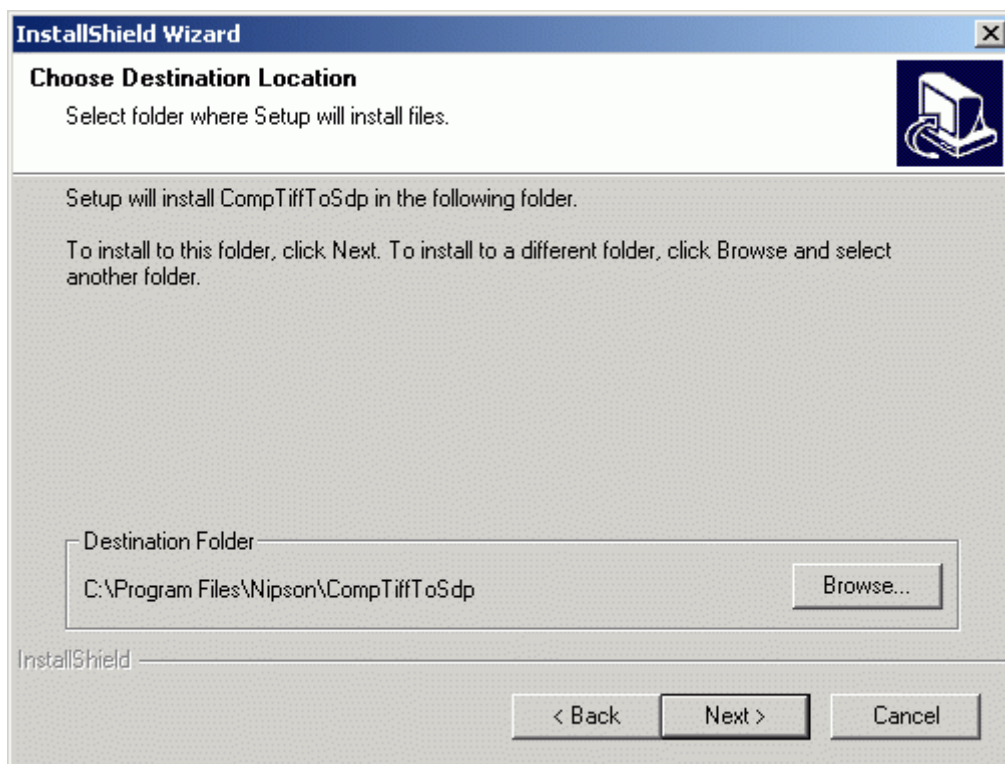 InstallShield Wizard
Choose Destination Location
Select folder where Setup will install files.
Setup will install CompTiffToSdp in the following folder.
To install to this folder, click Next. To install to a different folder, click Browse and select
another folder.
Destination Folder
C:\Program Files\Nipson\CompTiffToSdp
Browse...
InstallShield
< Back
Next >
Cancel